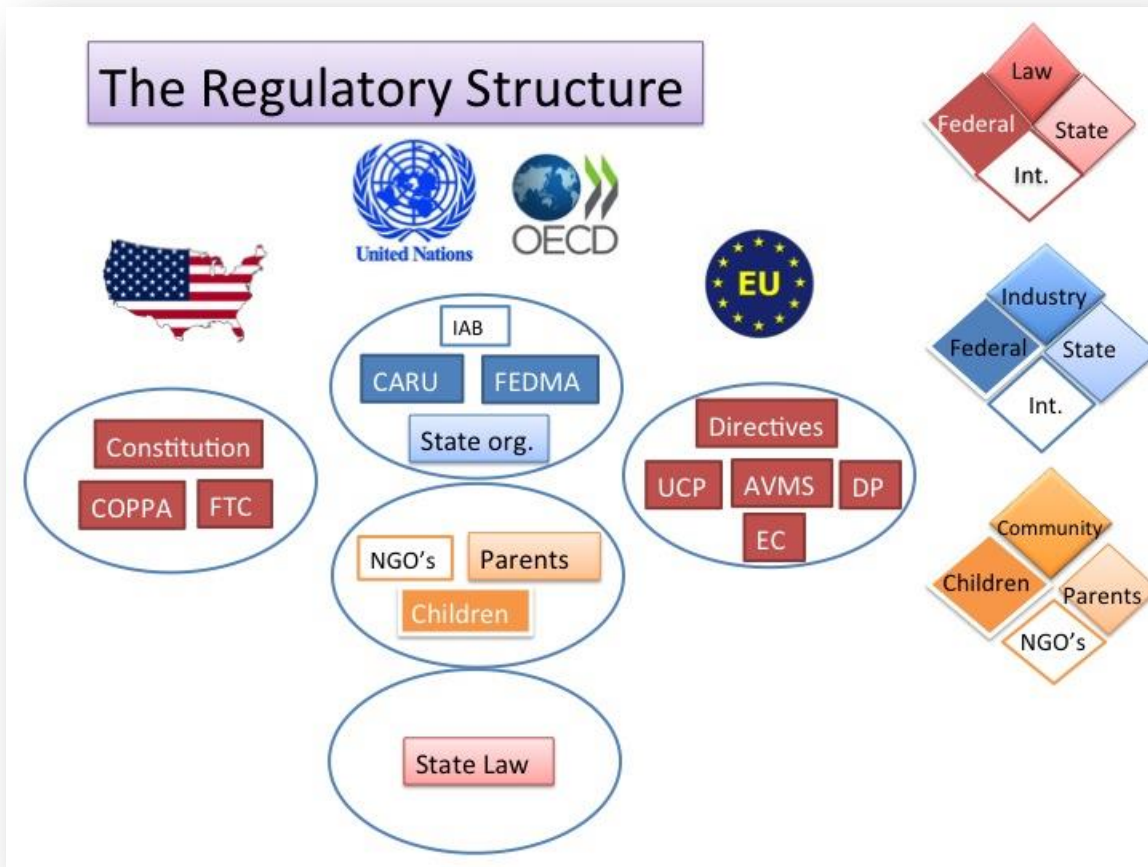 The Regulatory Structure
United Nations
OECD
EU
IAB
CARU
FEDMA
State org.
Constitution
COPPA
FTC
Directives
UCP
AVMS
DP
EC
NGO's
Parents
Children
State Law
Law
Federal
State
Int.
Industry
Federal
State
Int.
Community
Children
Parents
NGO's